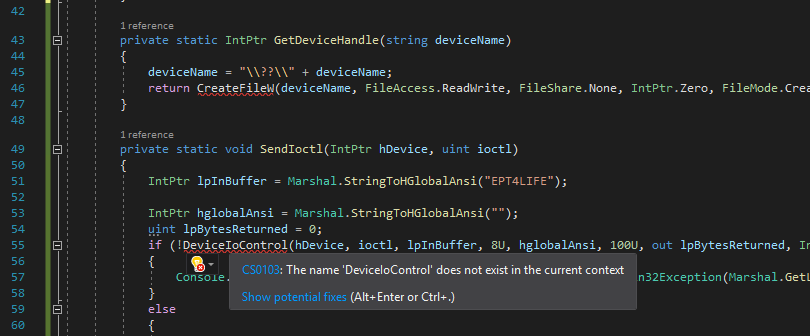 42
1 reference
43 private static IntPtr GetDeviceHandle(string deviceName)
44 {
45 deviceName = "\\??\\" + deviceName;
46 return CreateFileW(deviceName, FileAccess.ReadWrite, FileShare.None, IntPtr.Zero, FileMode.Crea
47 }
48
1 reference
49 private static void SendIoctl(IntPtr hDevice, uint ioctl)
50 {
51 IntPtr lpInBuffer = Marshal.StringToHGlobalAnsi("EPT4LIFE");
52
53 IntPtr hglobalAnsi = Marshal.StringToHGlobalAnsi("");
54 uint lpBytesReturned = 0;
55 if (!DeviceIoControl(hDevice, ioctl, lpInBuffer, 8U, hglobalAnsi, 100U, out lpBytesReturned, In
56 {
CS0103: The name 'DeviceIoControl' does not exist in the current context
57 Console. n32Exception(Marshal.GetL
Show potential fixes (Alt+Enter or Ctrl+.)
58 }
59 else
60 {